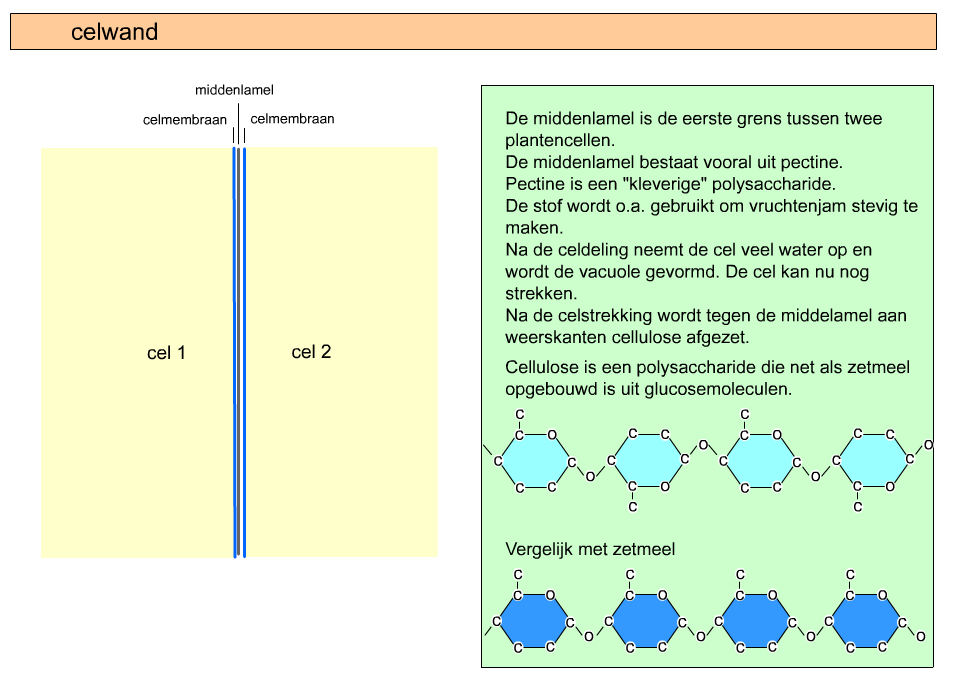 celwand
middenlamel
celmembraan
celmembraan
cel 1
cel 2
De middenlamel is de eerste grens tussen twee
plantencellen.
De middenlamel bestaat vooral uit pectine.
Pectine is een "kleverige" polysaccharide.
De stof wordt o.a. gebruikt om vruchtenjam stevig te
maken.
Na de celdeling neemt de cel veel water op en
wordt de vacuole gevormd. De cel kan nu nog
strekken.
Na de celstrekking wordt tegen de middelamel aan
weerskanten cellulose afgezet.
Cellulose is een polysaccharide die net als zetmeel
opgebouwd is uit glucosemoleculen.
C C
C O C C C O C C
O O
C C C C C C C C
O O
C C C O C C C O
C C
Vergelijk met zetmeel
C C C C
C O C O C O C O
C C C C C C C C
O O O O
C C C C C C C C